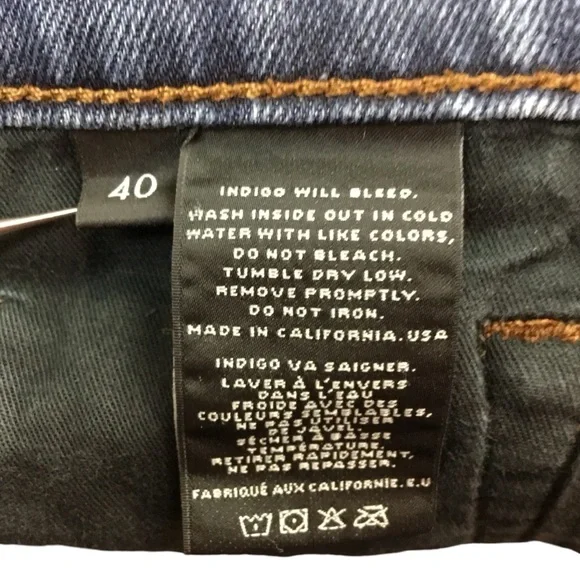 40
INDIGO WILL BLEED.
WASH INSIDE OUT IN COLD
WATER WITH LIKE COLORS,
DO NOT BLEACH.
TUMBLE DRY LOW.
REMOVE PROMPTLY.
DO NOT IRON.
MADE IN CALIFORNIA.USA
INDIGO VA SAIGNER.
LAVER À L'ENVERS
DANS L'EAU
FROIDE AVEC DES
COULEURS SEMBLABLES,
NE PAS UTILISER
DE JAVEL.
SÉCHER À BASSE
TEMPÉRATURE.
RETIRER RAPIDEMENT,
NE PAS REPASSER.
FABRIQUÉ AUX CALIFORNIE.E.U